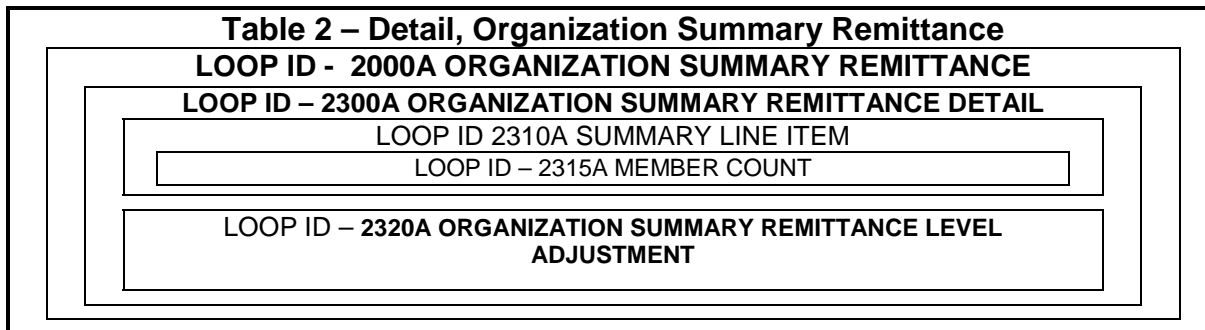 Table 2 – Detail, Organization Summary Remittance
LOOP ID - 2000A ORGANIZATION SUMMARY REMITTANCE
LOOP ID – 2300A ORGANIZATION SUMMARY REMITTANCE DETAIL
LOOP ID 2310A SUMMARY LINE ITEM
LOOP ID – 2315A MEMBER COUNT
LOOP ID – 2320A ORGANIZATION SUMMARY REMITTANCE LEVEL
ADJUSTMENT